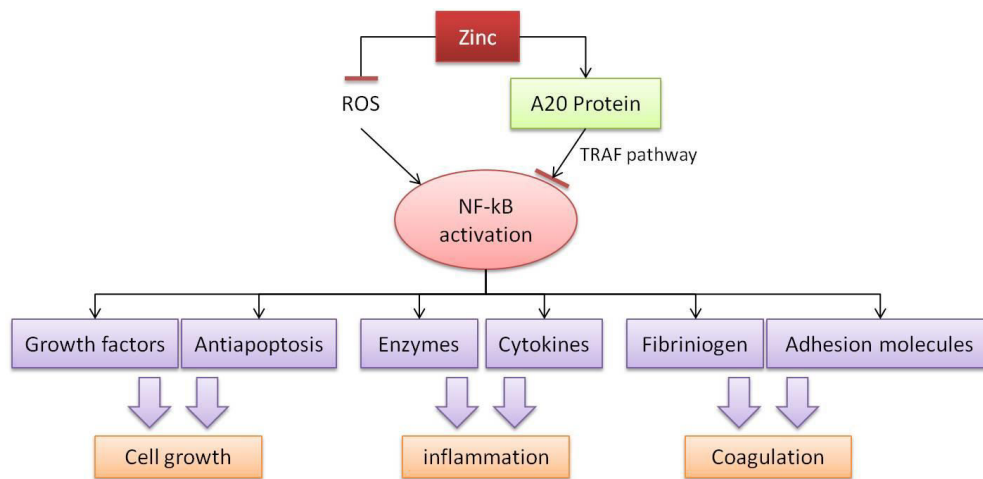 Zinc
ROS
A20 Protein
TRAF pathway
NF-kB
activation
Growth factors
Antiapoptosis
Enzymes
Cytokines
Fibriniogen
Adhesion molecules
Cell growth
inflammation
Coagulation